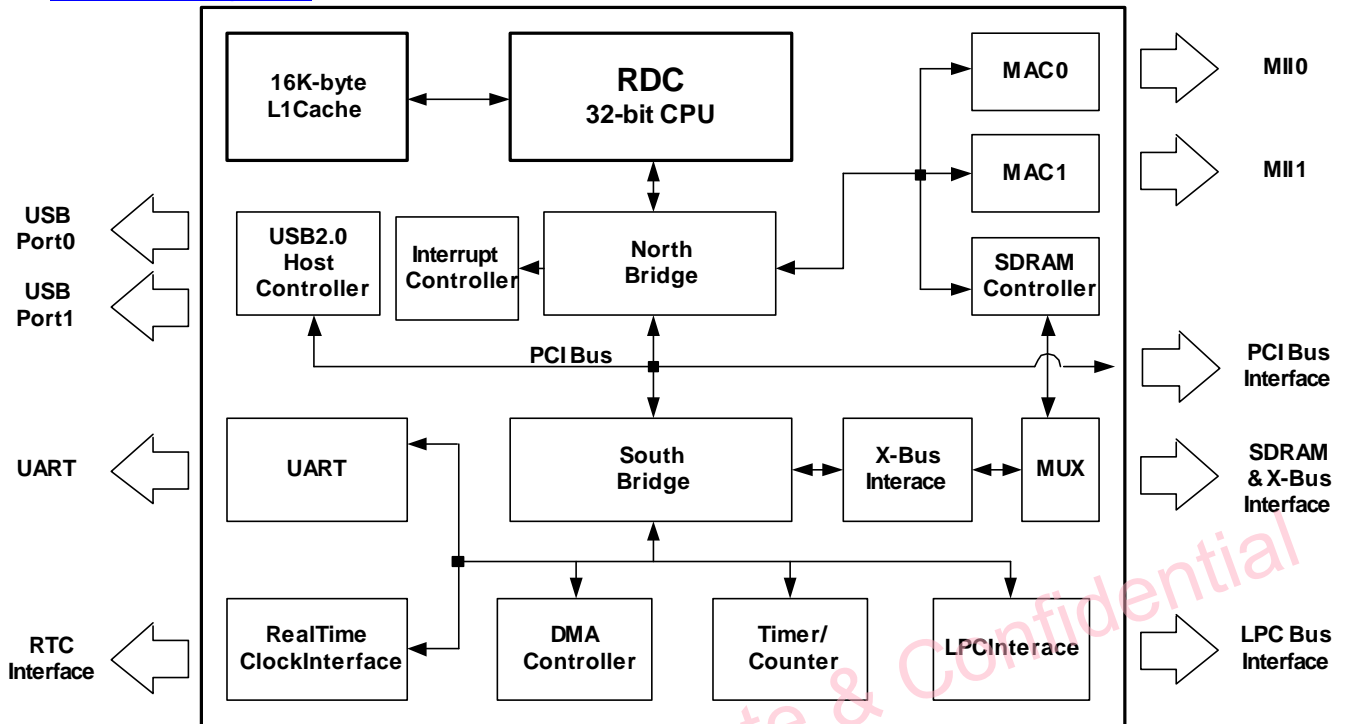 16K-byte
L1Cache
RDC
32-bit CPU
MAC0
MII0
MAC1
MII1
USB
Port0
USB2.0
Host
Controller
Interrupt
Controller
North
Bridge
SDRAM
Controller
USB
Port1
PCI Bus
PCI Bus
Interface
UART
UART
South
Bridge
X-Bus
Interace
MUX
SDRAM
& X-Bus
Interface
RTC
Interface
RealTime
ClockInterface
DMA
Controller
Timer/
Counter
LPCInterace
LPC Bus
Interface
& Confidential